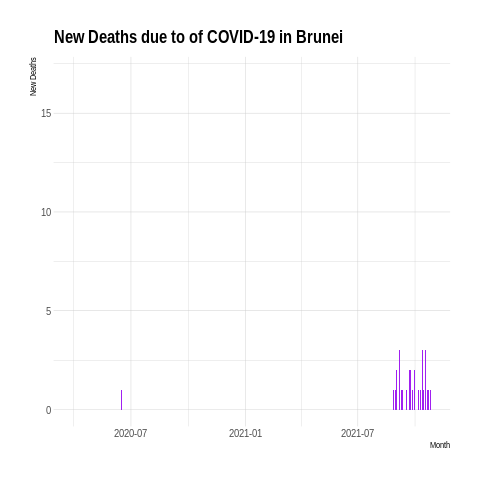 New Deaths due to of COVID-19 in Brunei
New Deaths
15
10
5
0
2020-07
2021-01
2021-07
Month